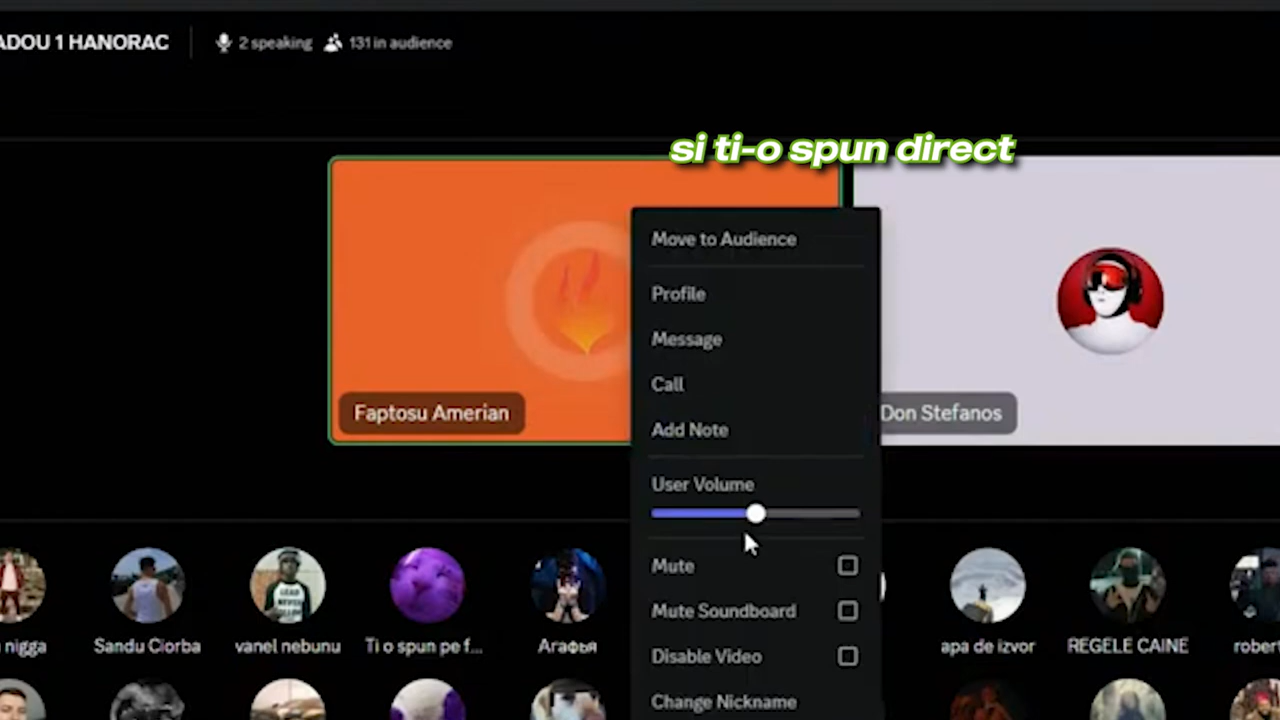 ADOU 1 HANORAC
2 speaking
131 in audience
si ti-o spun direct
Move to Audience
Profile
Message
Call
Add Note
User Volume
Mute
Mute Soundboard
Disable Video
Change Nickname
Faptosu Amerian
Don Stefanos
nigga
Sandu Ciorba
vanel nebunu
Ti o spun pe f...
Агафья
apa de izvor
REGELE CAINE
robert